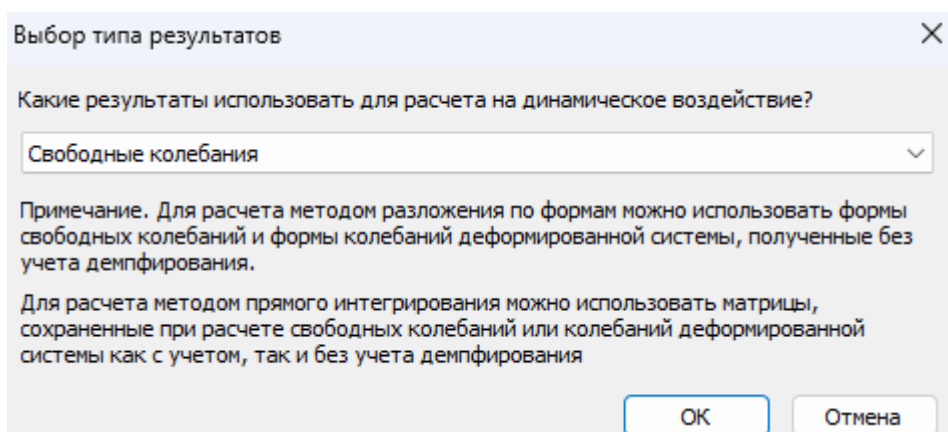 Выбор типа результатов
Какие результаты использовать для расчета на динамическое воздействие?
Свободные колебания
Примечание. Для расчета методом разложения по формам можно использовать формы
свободных колебаний и формы колебаний деформированной системы, полученные без
учета демпфирования.
Для расчета методом прямого интегрирования можно использовать матрицы,
сохраненные при расчете свободных колебаний или колебаний деформированной
системы как с учетом, так и без учета демпфирования
ОК Отмена